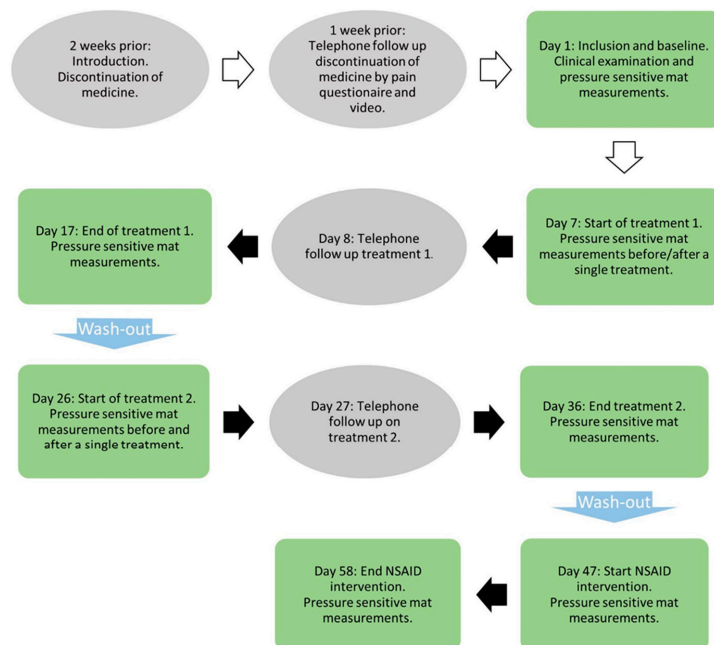 2 weeks prior:
Introduction.
Discontinuation of
medicine.
1 week prior:
Telephone follow up
discontinuation of
medicine by pain
questionaire and
video.
Day 1: Inclusion and baseline.
Clinical examination and
pressure sensitive mat
measurements.
Day 17: End of treatment 1.
Pressure sensitive mat
measurements.
Day 8: Telephone
follow up treatment 1.
Day 7: Start of treatment 1.
Pressure sensitive mat
measurements before/after a
single treatment.
Wash-out
Day 26: Start of treatment 2.
Pressure sensitive mat
measurements before and
after a single treatment.
Day 27: Telephone
follow up on
treatment 2.
Day 36: End treatment 2.
Pressure sensitive mat
measurements.
Wash-out
Day 58: End NSAID
intervention.
Pressure sensitive mat
measurements.
Day 47: Start NSAID
intervention.
Pressure sensitive mat
measurements.